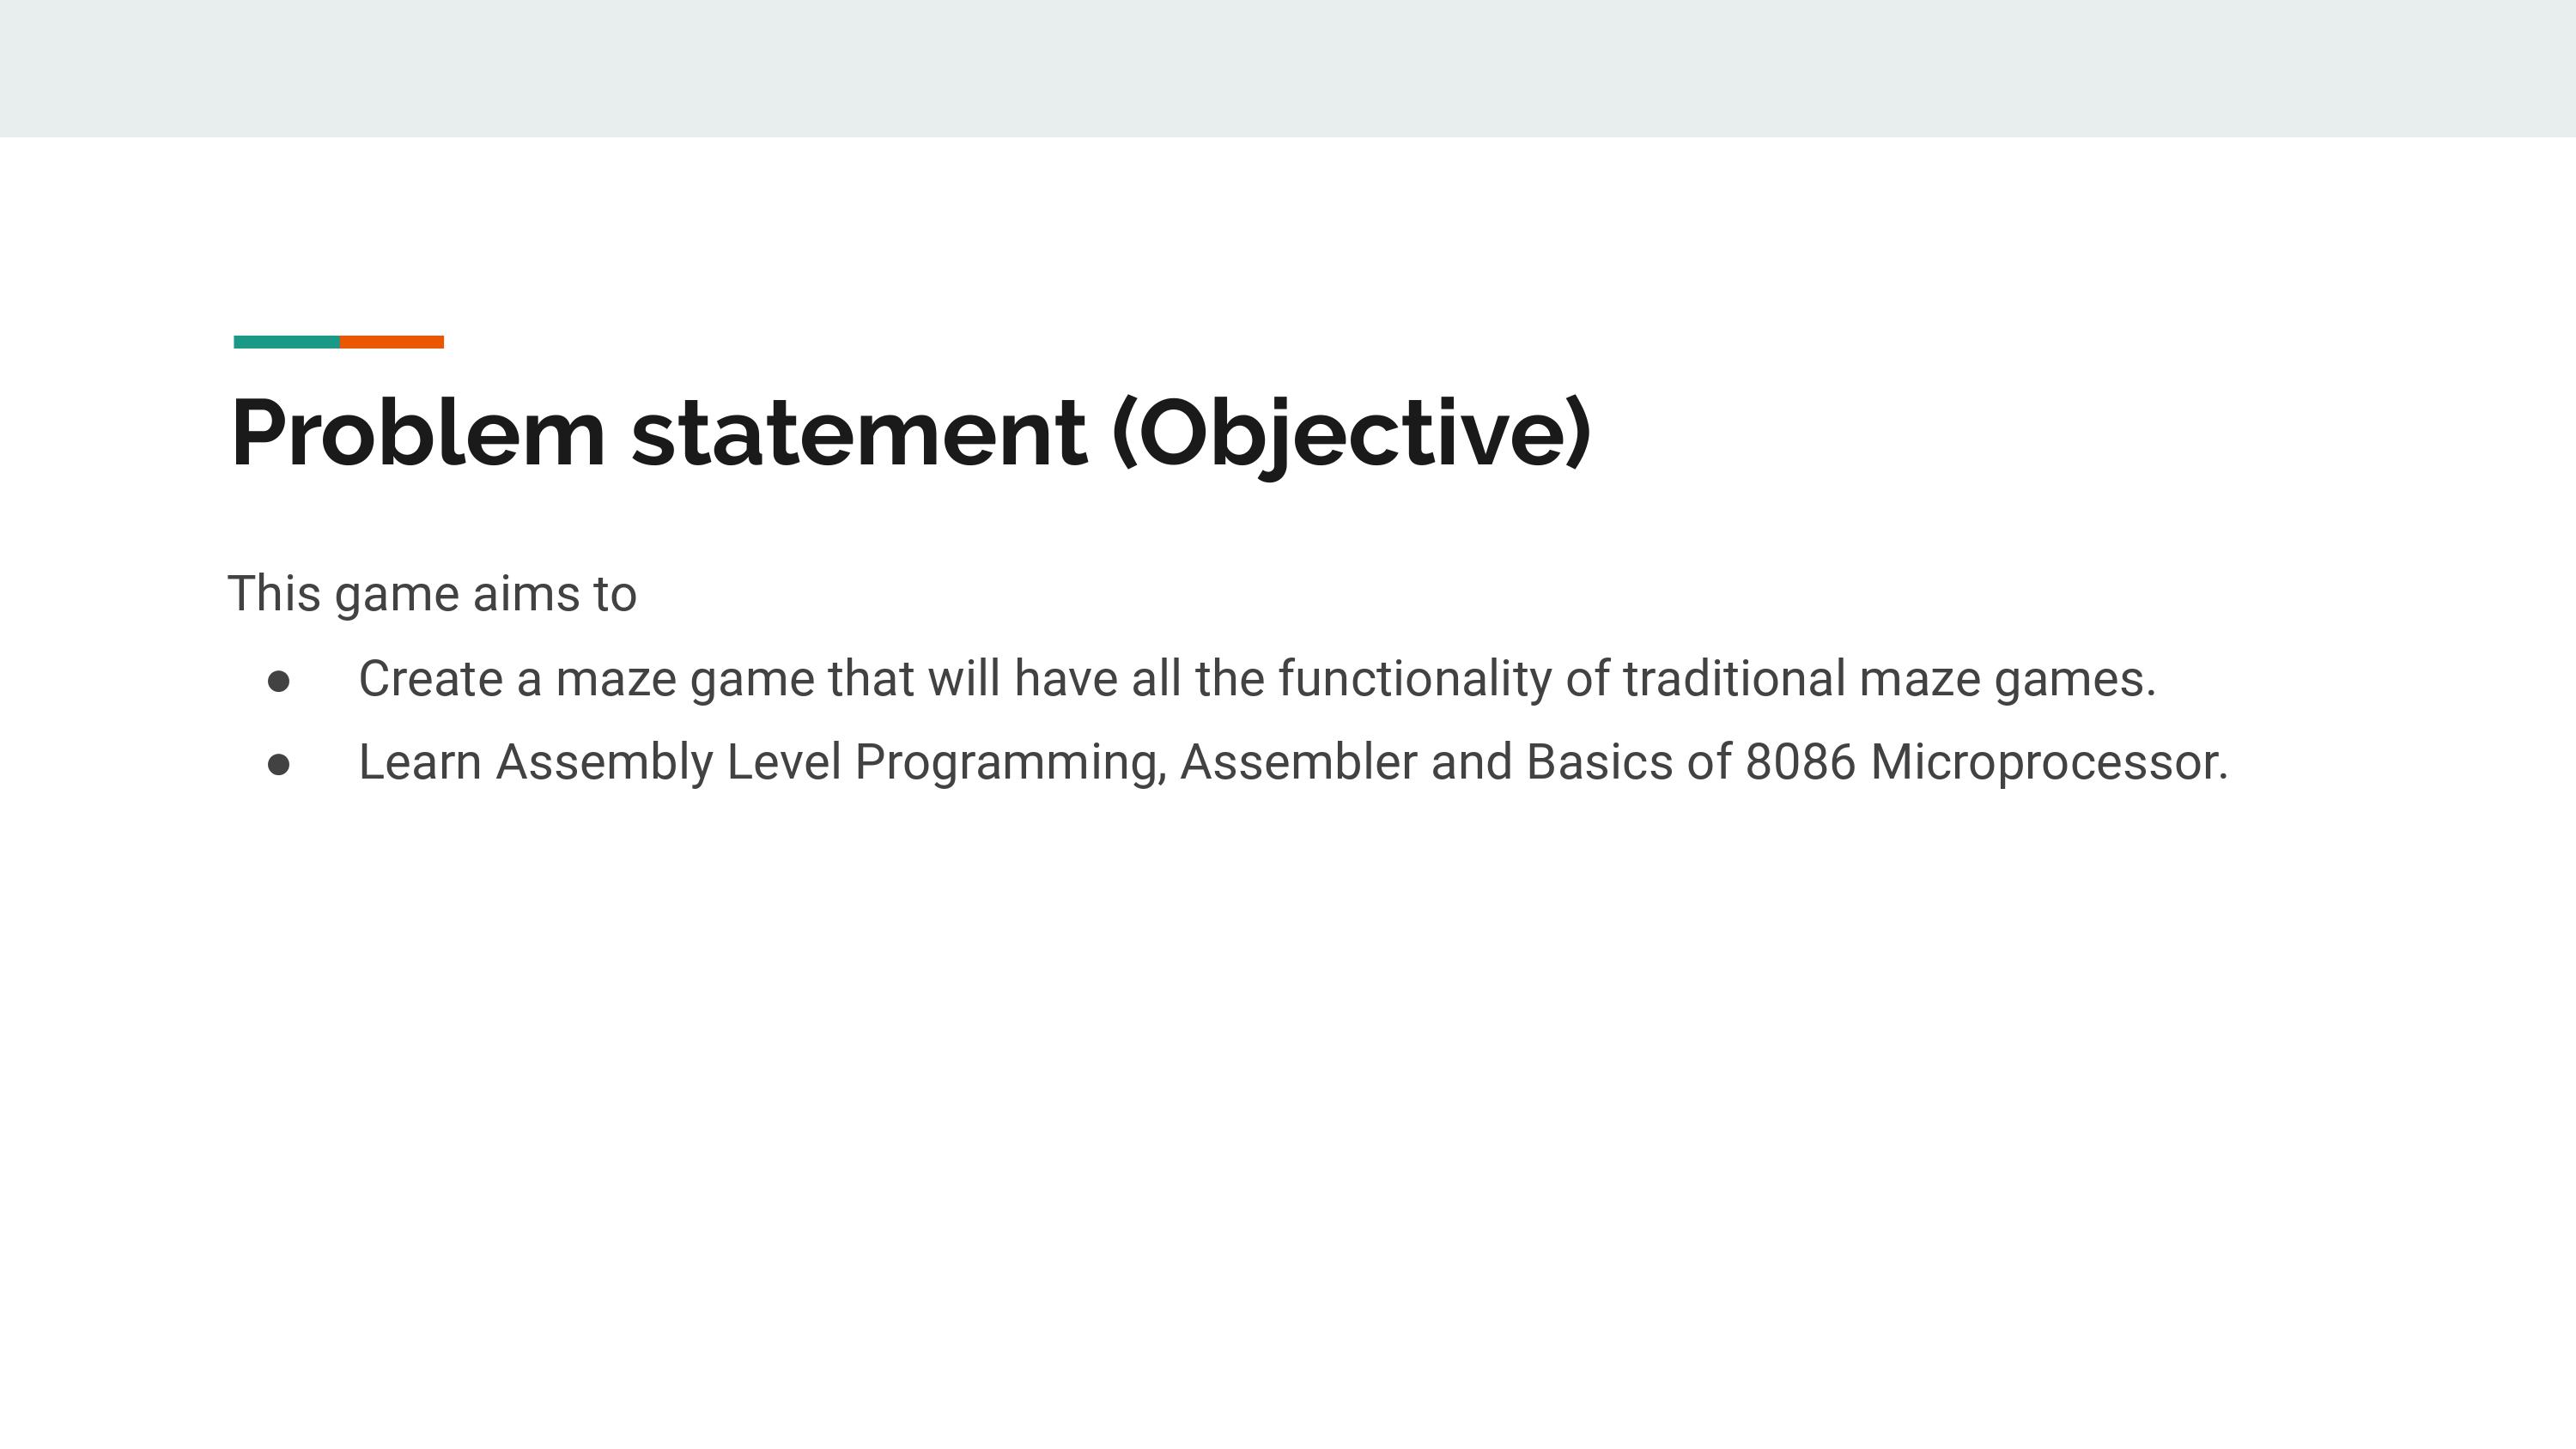 Problem statement (Objective)
This game aims to
● Create a maze game that will have all the functionality of traditional maze games.
● Learn Assembly Level Programming, Assembler and Basics of 8086 Microprocessor.